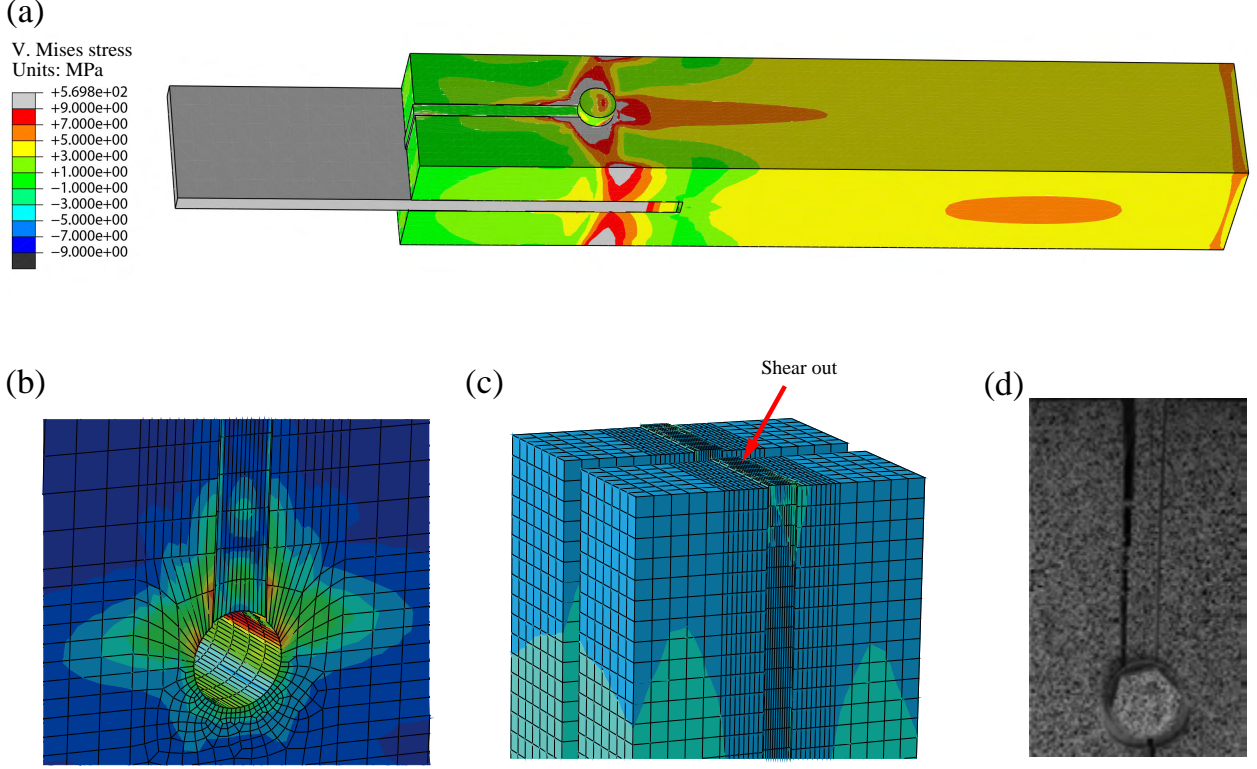 (a)
V. Mises stress
Units: MPa
+5.698e+02
+9.000e+00
+7.000e+00
+5.000e+00
+3.000e+00
+1.000e+00
−1.000e+00
−3.000e+00
−5.000e+00
−7.000e+00
−9.000e+00
(b)
(c)
Shear out
(d)